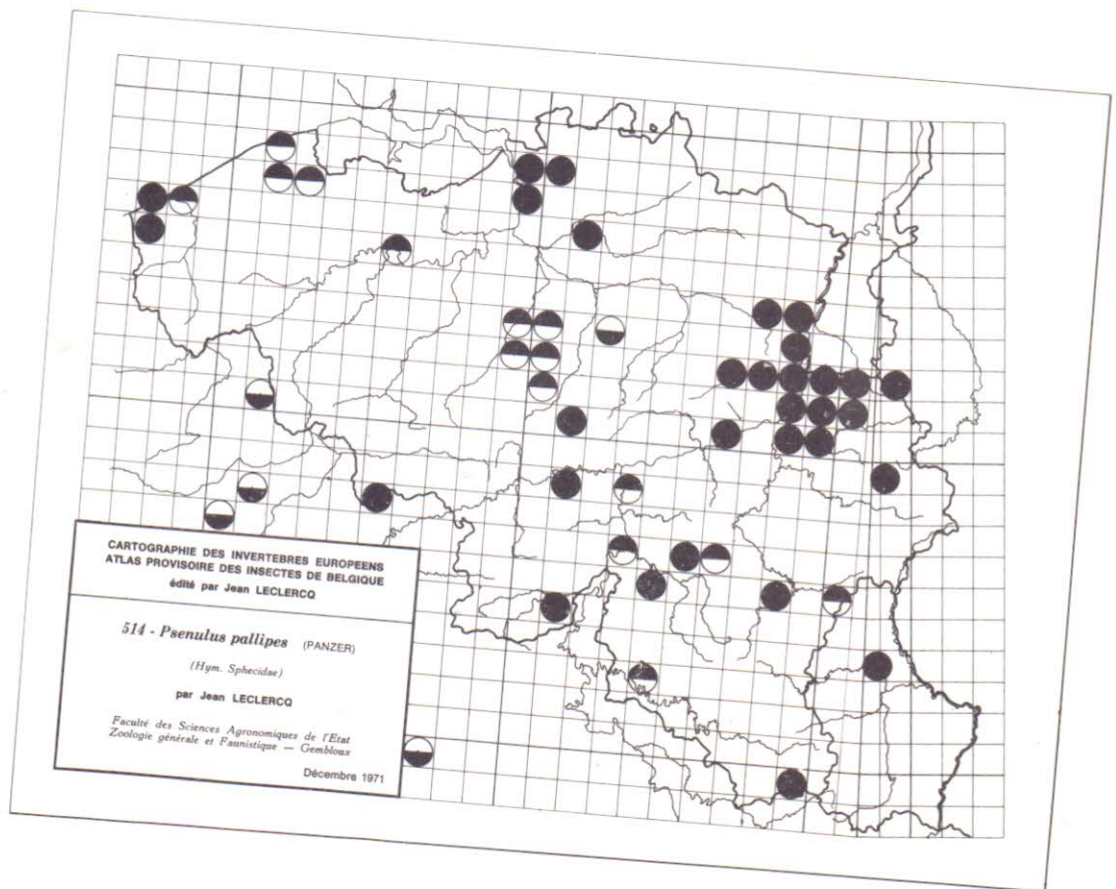 CARTOGRAPHIE DES INVERTEBRES EUROPEENS
ATLAS PROVISOIRE DES INSECTES DE BELGIQUE
édité par Jean LECLERCQ
514 - Psenulus pallipes (PANZER)
(Hym. Sphecidae)
par Jean LECLERCQ
Faculté des Sciences Agronomiques de l'Etat
Zoologie générale et Faunistique — Gembloux
Décembre 1971